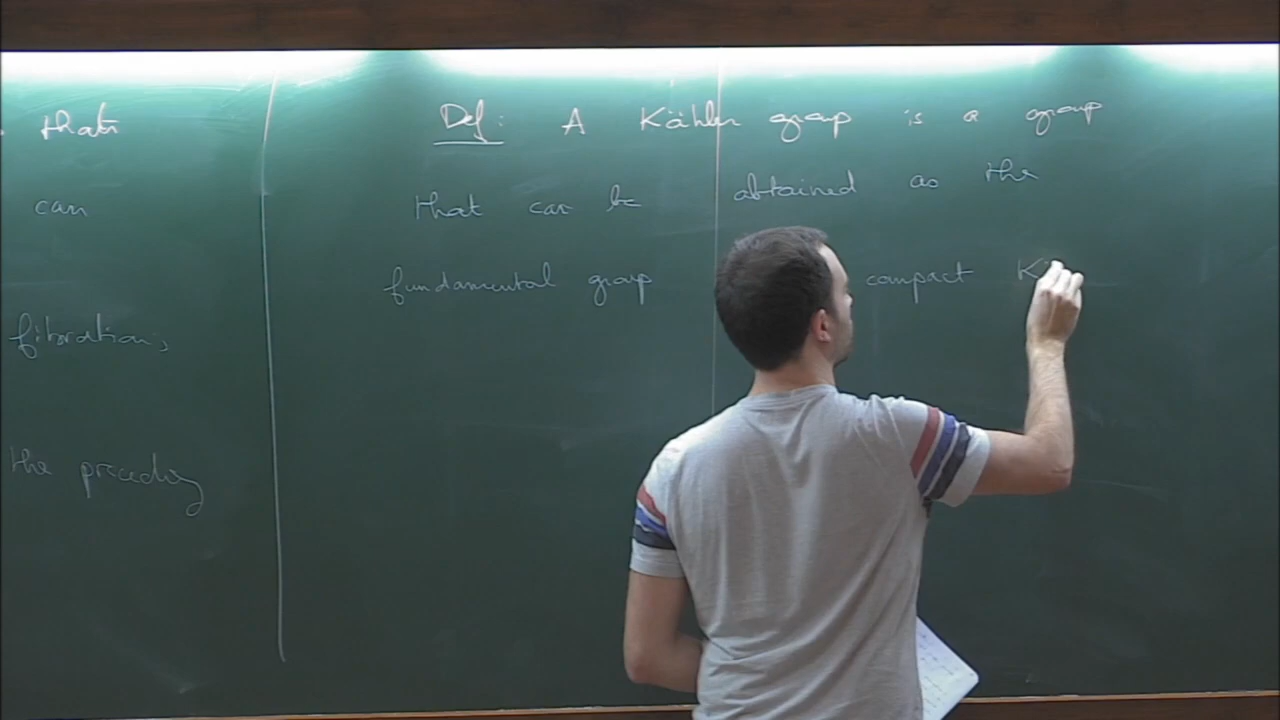 that
can
fibration,
the preceding
Def: A Kähler group is a group
that can be obtained as the
fundamental group compact K